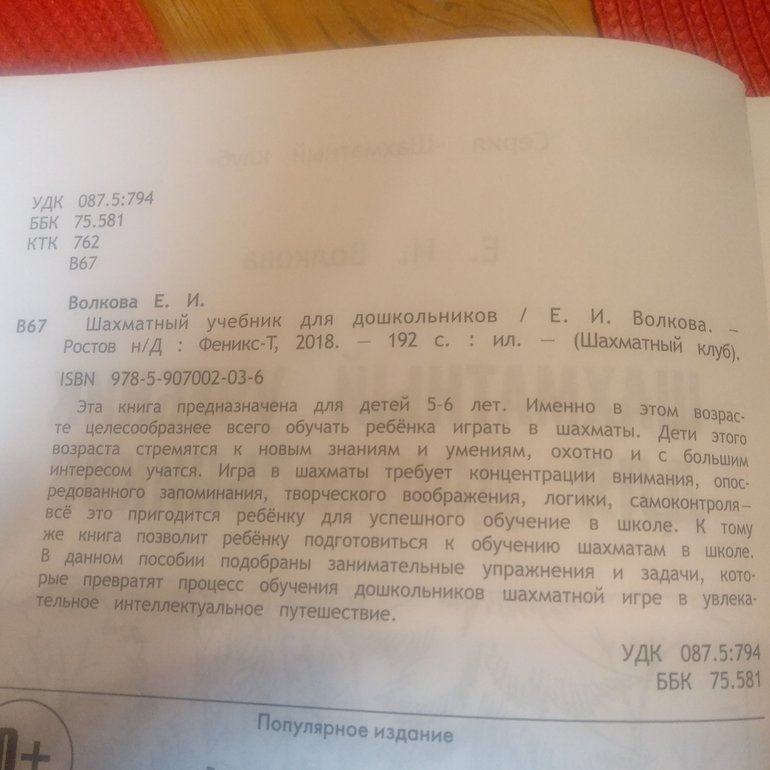 УДК 087.5:794
ББК 75.581
КТК 762
В67
Волкова Е. И.
В67 Шахматный учебник для дошкольников / Е. И. Волкова. –
Ростов н/Д : Феникс-Т, 2018. — 192 с. : ил. — (Шахматный клуб).
ISBN 978-5-907002-03-6
Эта книга предназначена для детей 5-6 лет. Именно в этом возрас-
те целесообразнее всего обучать ребёнка играть в шахматы. Дети этого
возраста стремятся к новым знаниям и умениям, охотно и с большим
интересом учатся. Игра в шахматы требует концентрации внимания, опос-
редованного запоминания, творческого воображения, логики, самоконтроля–
всё это пригодится ребёнку для успешного обучение в школе. К тому
же книга позволит ребёнку подготовиться к обучению шахматам в школе.
В данном пособии подобраны занимательные упражнения и задачи, кото-
рые превратят процесс обучения дошкольников шахматной игре в увлека-
тельное интеллектуальное путешествие.
УДК 087.5:794
ББК 75.581
Популярное издание